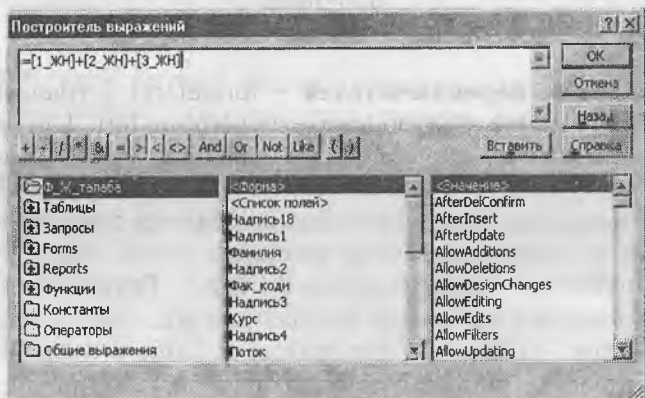 Построитель выражений
=[1_ЖН]+[2_ЖН]+[3_ЖН]
OK
Отмена
Назад
+ - / * & = > < <> And Or Not Like ( )
Вставить
Справка
Ф_Ж_талаба
Таблицы
Запросы
Forms
Reports
Функции
Константы
Операторы
Общие выражения
<Форма>
<Список полей>
Надпись18
Надпись1
Фамилия
Надпись2
Фак_коди
Надпись3
Курс
Надпись4
Поток
<Значение>
AfterDelConfirm
AfterInsert
AfterUpdate
AllowAdditions
AllowDeletions
AllowDesignChanges
AllowEditing
AllowEdits
AllowFilters
AllowUpdating